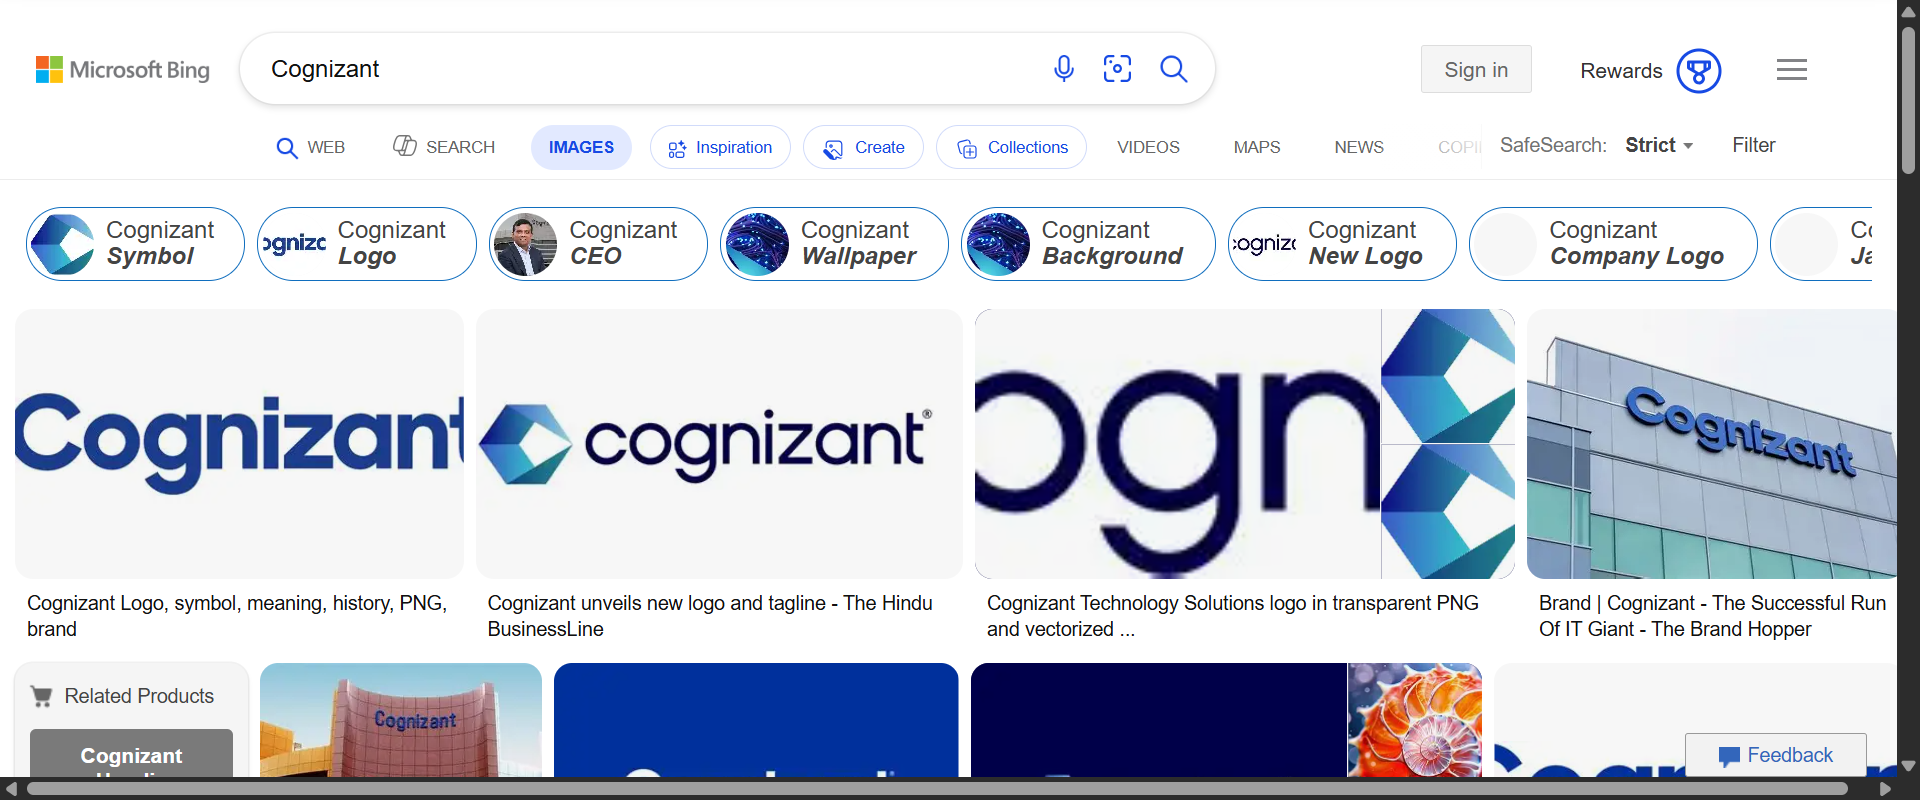 Microsoft Bing
Cognizant
Sign in
Rewards
WEB
SEARCH
IMAGES
Inspiration
Create
Collections
VIDEOS
MAPS
NEWS
SafeSearch:
Strict
Filter
Cognizant
Symbol
ognizc
Cognizant
Logo
Cognizant
CEO
Cognizant
Wallpaper
Cognizant
Background
cogniz
Cognizant
New Logo
Cognizant
Company Logo
Cognizant
cognizant®
ogn
Cognizant
Cognizant Logo, symbol, meaning, history, PNG,
brand
Cognizant unveils new logo and tagline - The Hindu
BusinessLine
Cognizant Technology Solutions logo in transparent PNG
and vectorized ...
Brand | Cognizant - The Successful Run
Of IT Giant - The Brand Hopper
Related Products
Cognizant
Cognizant
Feedback